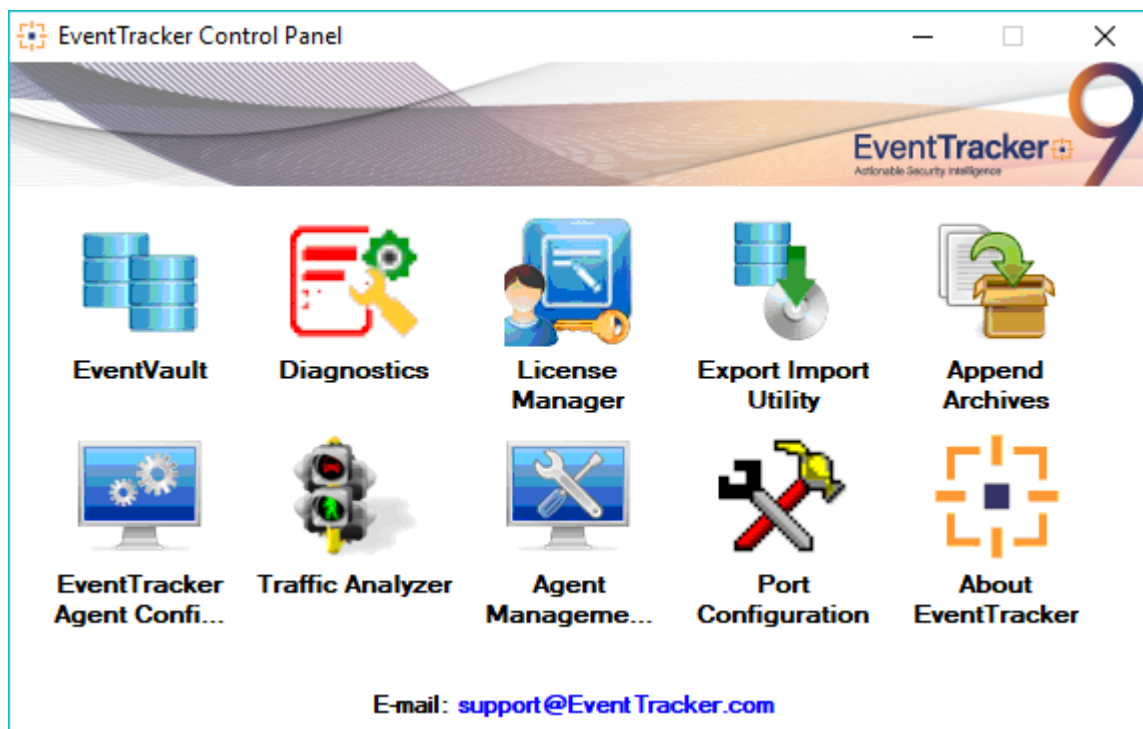 EventTracker Control Panel
9
EventTracker
Actionable Security Intelligence
EventVault
Diagnostics
License
Manager
Export Import
Utility
Append
Archives
EventTracker
Agent Confi...
Traffic Analyzer
Agent
Manageme...
Port
Configuration
About
EventTracker
E-mail: support@EventTracker.com